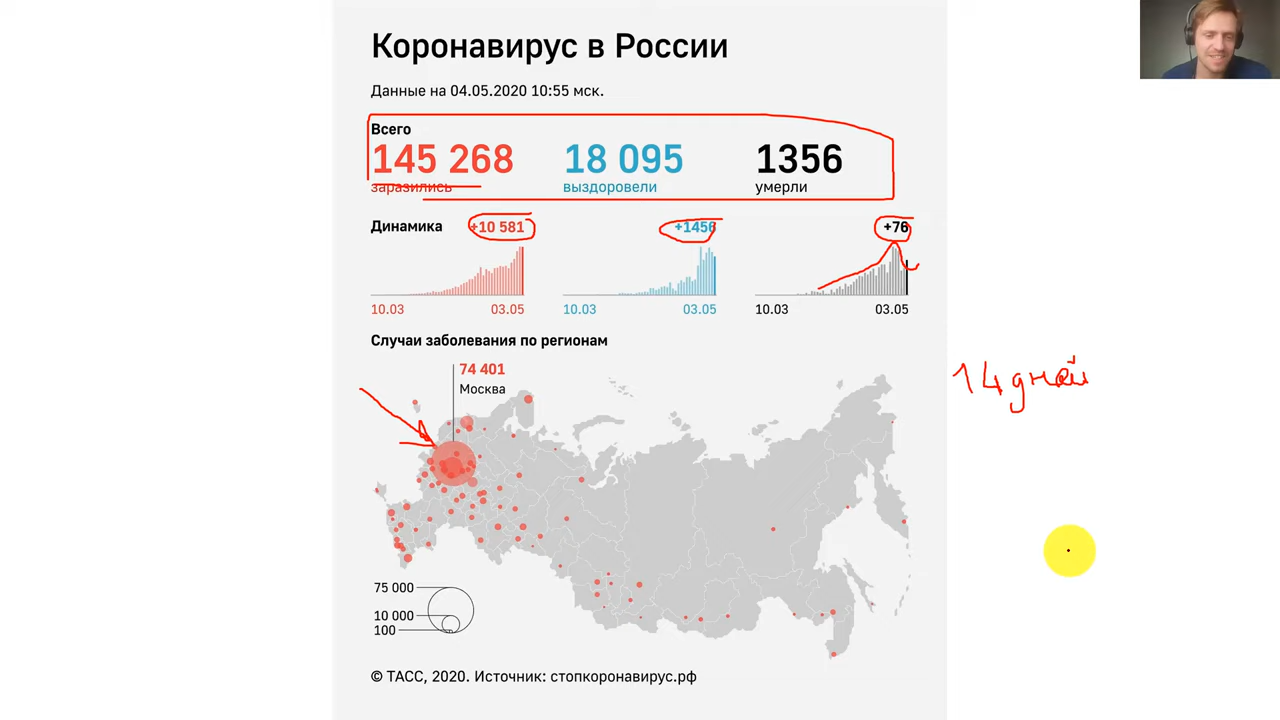 Коронавирус в России
Данные на 04.05.2020 10:55 мск.
Всего
145 268 18 095 1356
заразились выздоровели умерли
Динамика +10 581 +1456 +76
10.03 03.05 10.03 03.05 10.03 03.05
Случаи заболевания по регионам
74 401
Москва
14 дней
75 000
10 000
100
© ТАСС, 2020. Источник: стопкоронавирус.рф